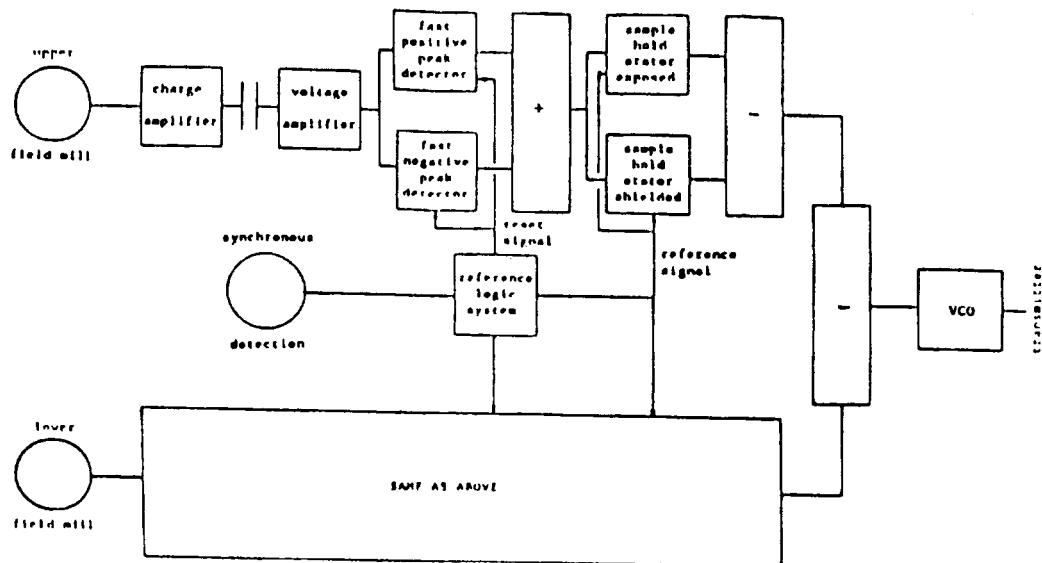 upper
field mill
charge
amplifier
voltage
amplifier
fast
positive
peak
detector
fast
negative
peak
detector
+
sample
hold
stator
exposed
sample
hold
stator
shielded
-
reset
signal
reference
signal
synchronous
detection
reference
logic
system
-
VCO
transmitter
lower
field mill
SAME AS ABOVE